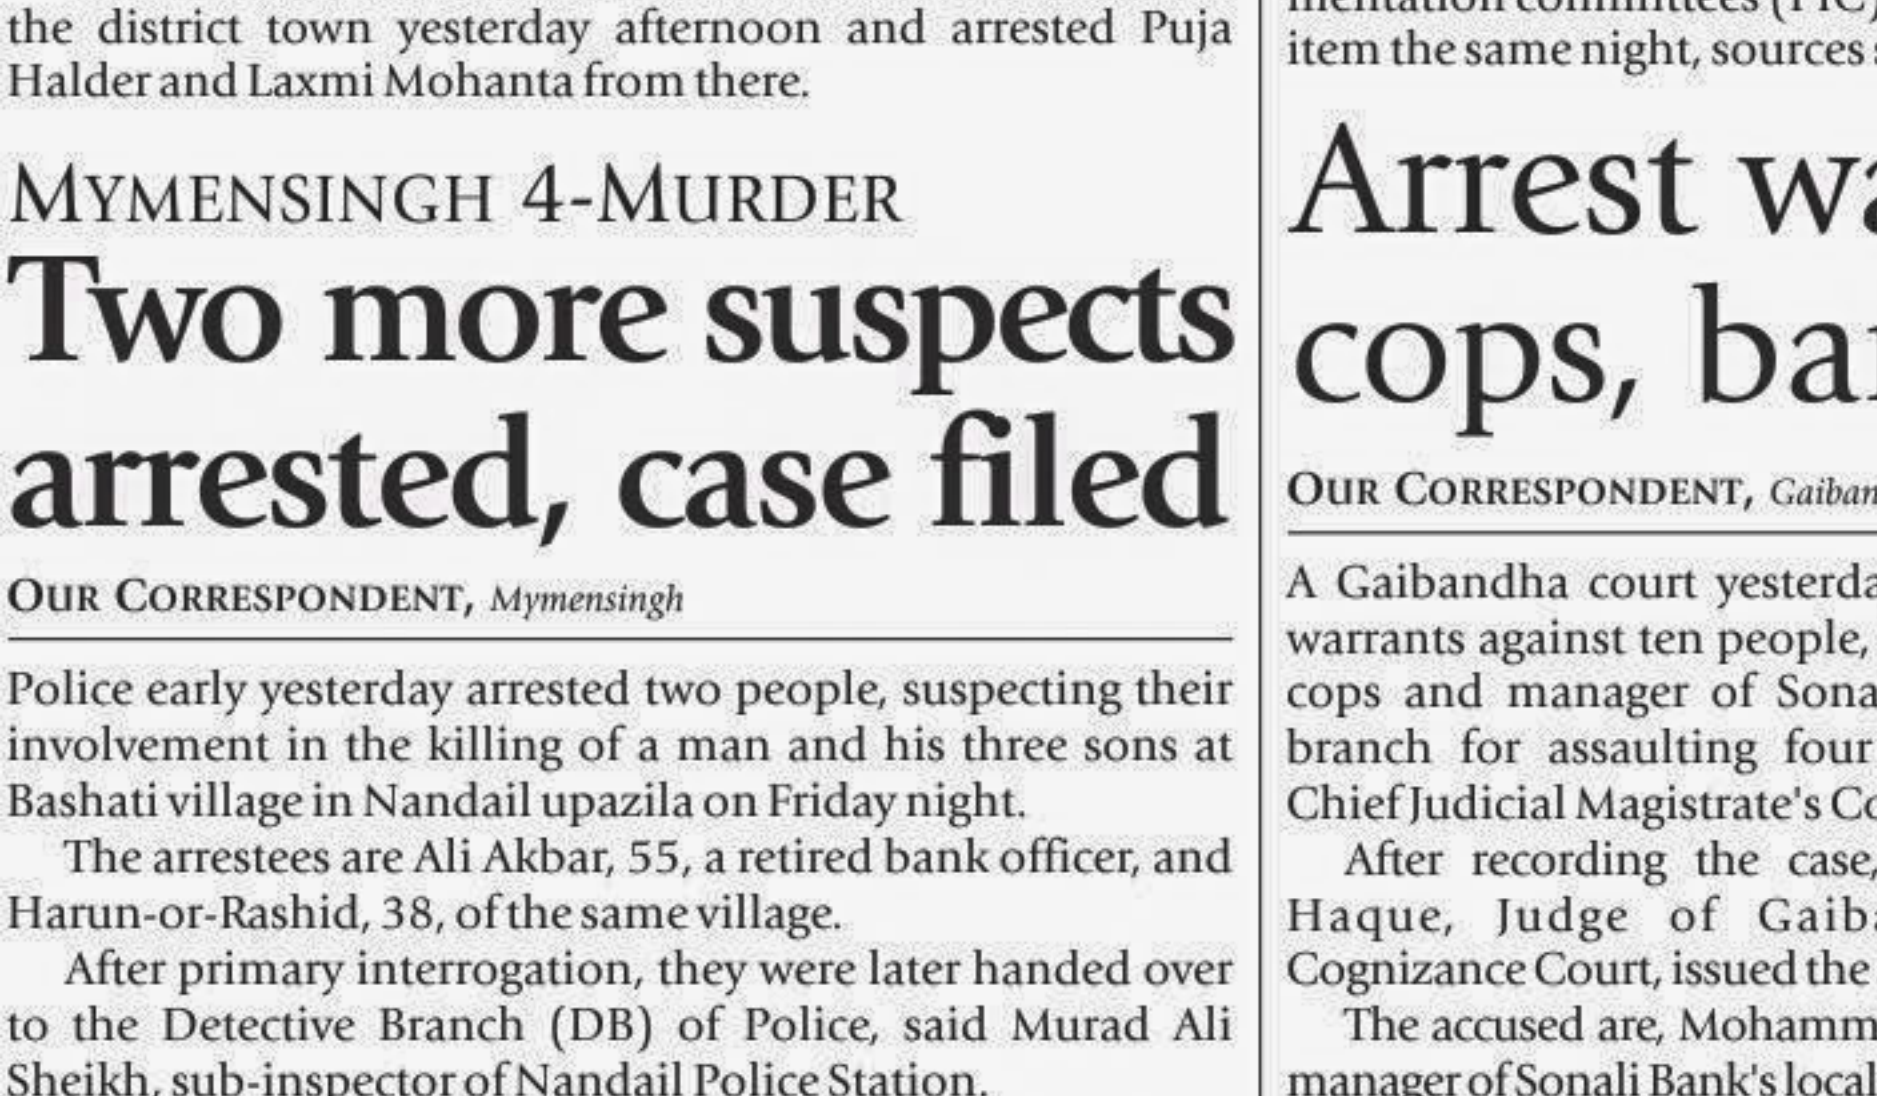 the district town yesterday afternoon and arrested Puja
Halder and Laxmi Mohanta from there.
MYMENSINGH 4-MURDER
Two more suspects
arrested, case filed
OUR CORRESPONDENT, Mymensingh
Police early yesterday arrested two people, suspecting their
involvement in the killing of a man and his three sons at
Bashati village in Nandail upazila on Friday night.
The arrestees are Ali Akbar, 55, a retired bank officer, and
Harun-or-Rashid, 38, of the same village.
After primary interrogation, they were later handed over
to the Detective Branch (DB) of Police, said Murad Ali
Sheikh, sub-inspector of Nandail Police Station.
item the same night, sources
Arrest
cops,
OUR CORRESPONDENT,
A Gaibandha court
warrants against ten people,
cops and manager of
branch for assaulting four
Chief Judicial Magistrate's
After recording the case,
Haque, Judge of
Cognizance Court, issued the
The accused are,
manager of Sonali Bank's local